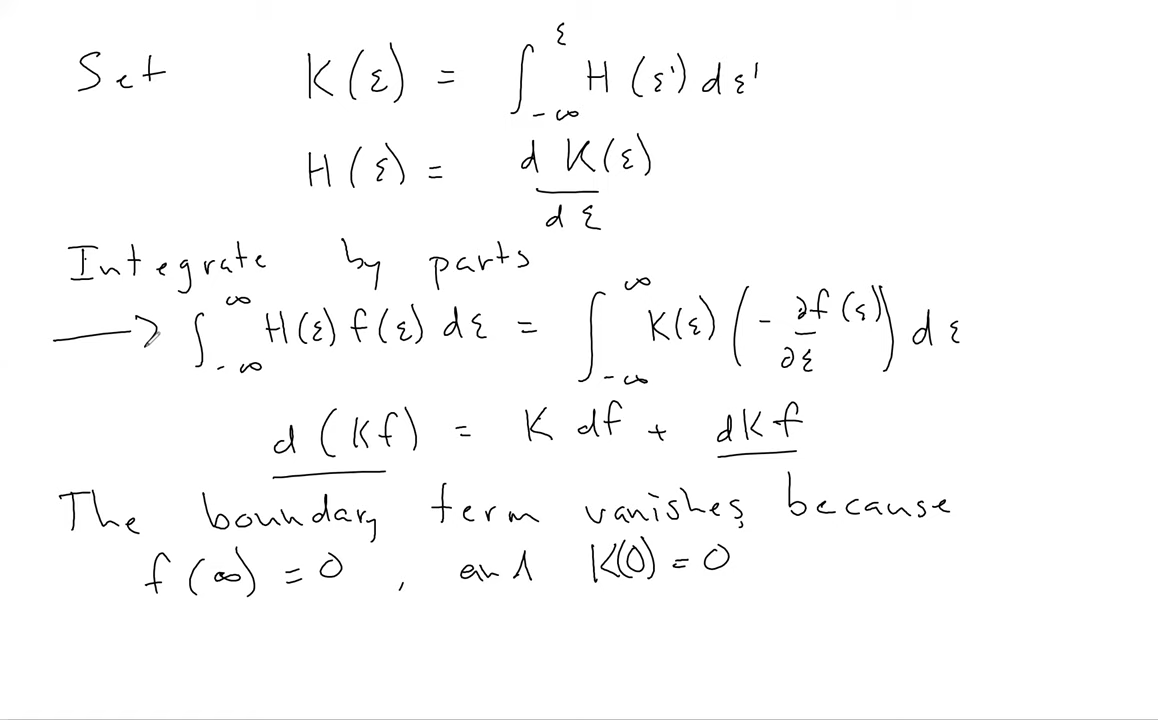 Set K(ε) = ∫_{-∞}^{ε} H(ε') dε'
H(ε) = d K(ε) / dε
Integrate by parts
⟶ ∫_{-∞}^{∞} H(ε) f(ε) dε = ∫_{-∞}^{∞} K(ε) (- ∂f(ε) / ∂ε) dε
d (Kf) = K df + dK f
The boundary term vanishes, because
f(∞) = 0, and K(0) = 0